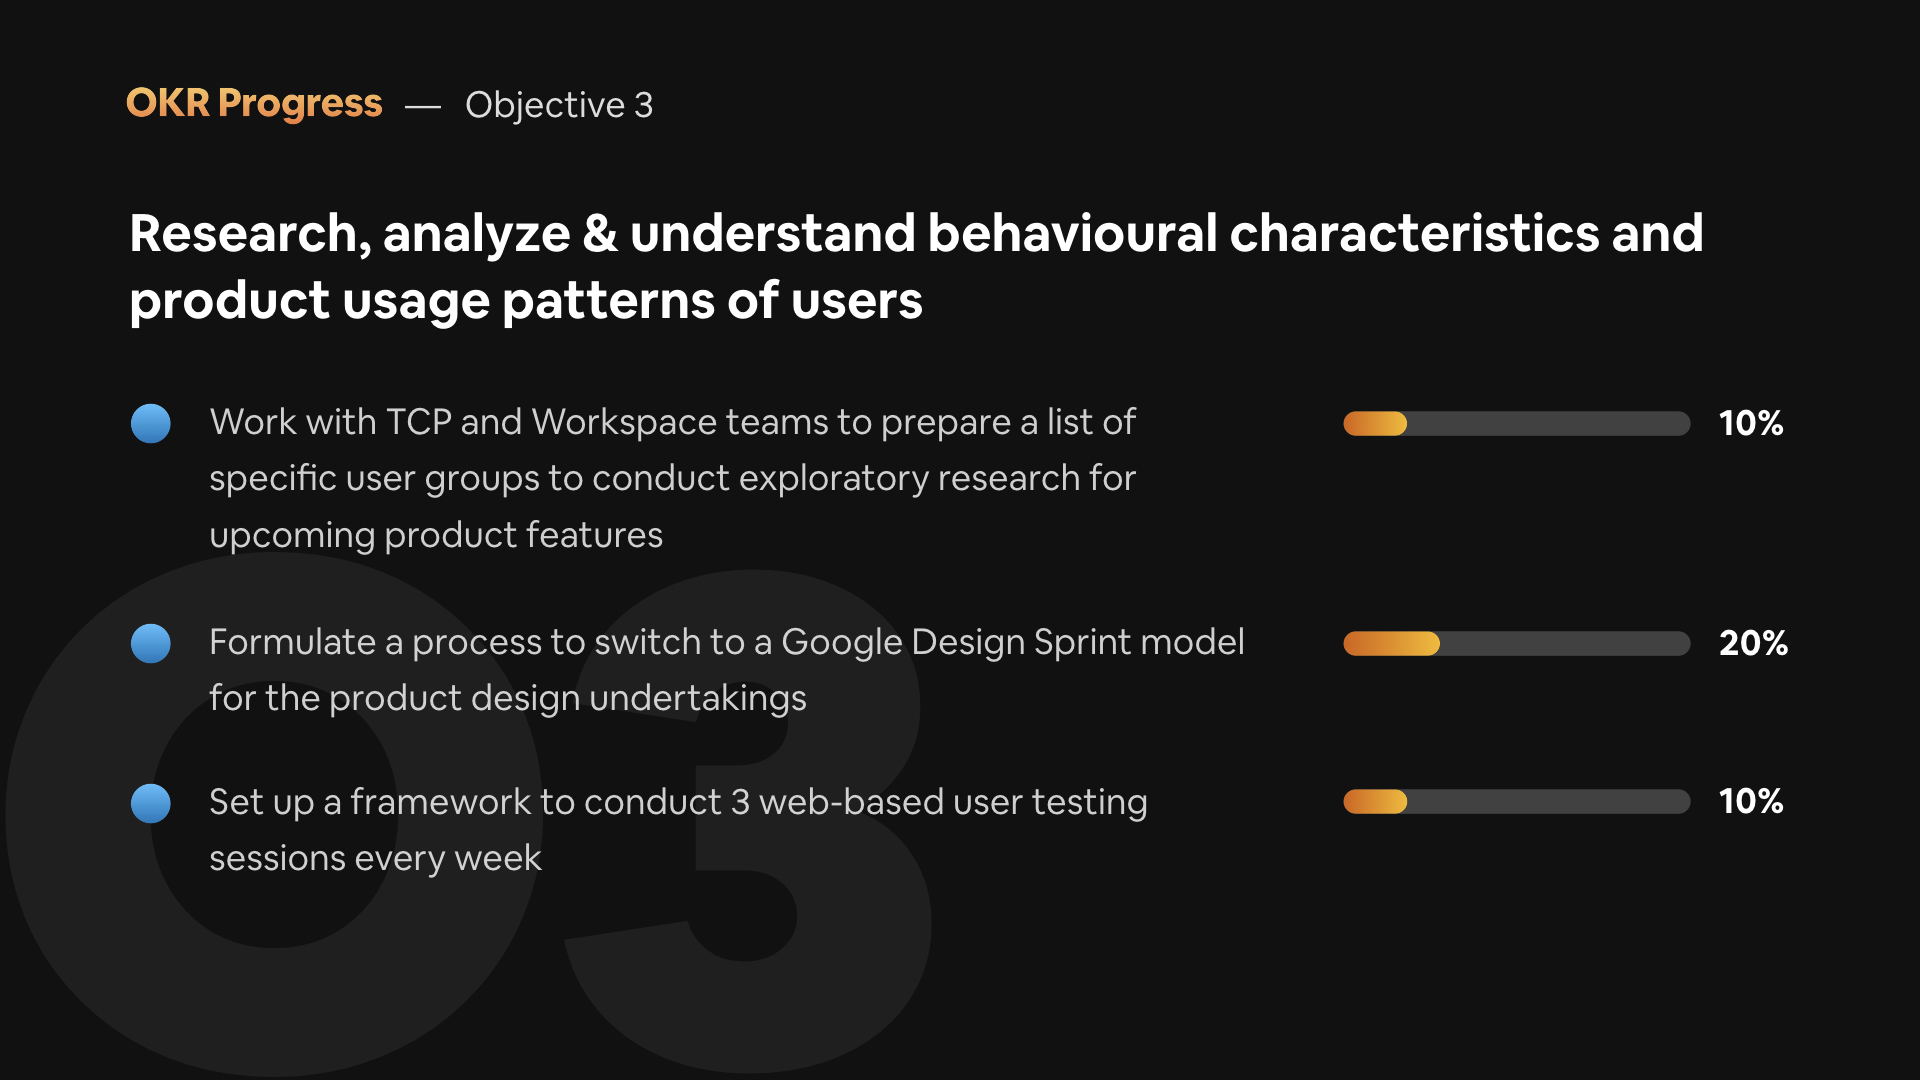 OKR Progress — Objective 3
Research, analyze & understand behavioural characteristics and
product usage patterns of users
Work with TCP and Workspace teams to prepare a list of
specific user groups to conduct exploratory research for
upcoming product features
10%
Formulate a process to switch to a Google Design Sprint model
for the product design undertakings
20%
Set up a framework to conduct 3 web-based user testing
sessions every week
10%
03